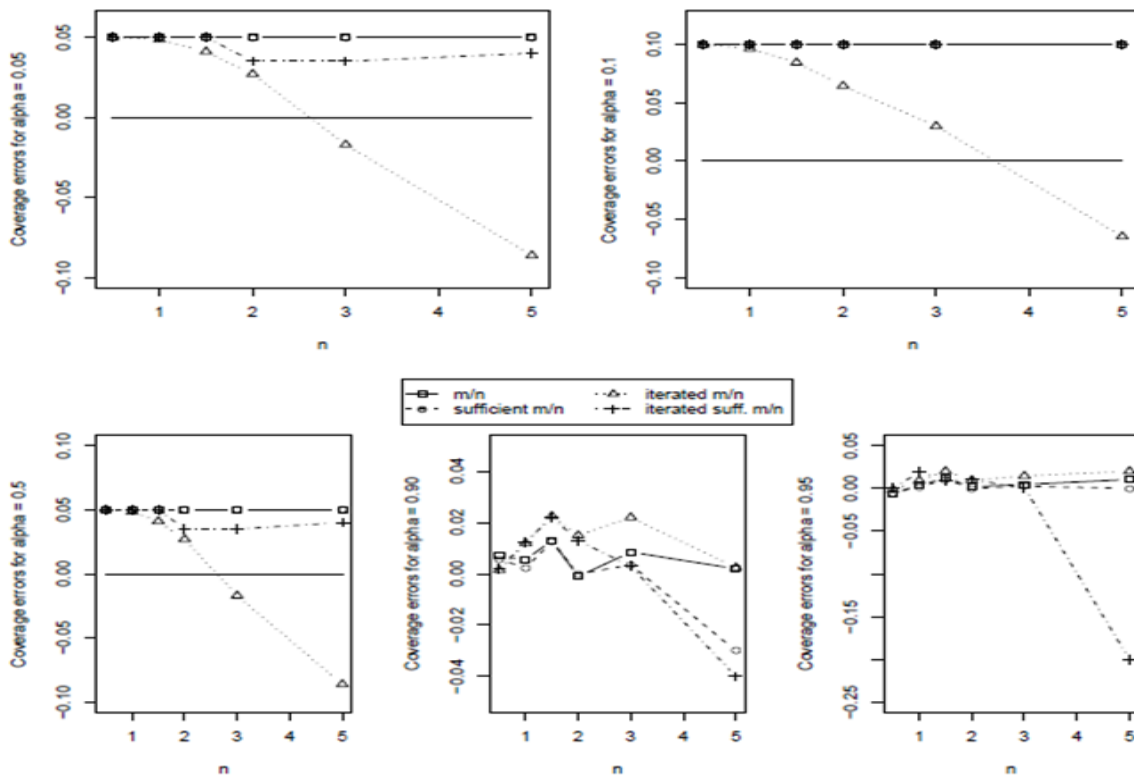 Coverage errors for alpha = 0.05
0.05
0.00
−0.05
−0.10
1 2 3 4 5
n
Coverage errors for alpha = 0.1
0.10
0.05
0.00
−0.05
−0.10
1 2 3 4 5
n
m/n
iterated m/n
sufficient m/n
iterated suff. m/n
Coverage errors for alpha = 0.5
0.10
0.05
0.00
−0.05
−0.10
1 2 3 4 5
n
Coverage errors for alpha = 0.90
0.04
0.02
0.00
−0.02
−0.04
1 2 3 4 5
n
Coverage errors for alpha = 0.95
0.05
0.00
−0.05
−0.15
−0.25
1 2 3 4 5
n